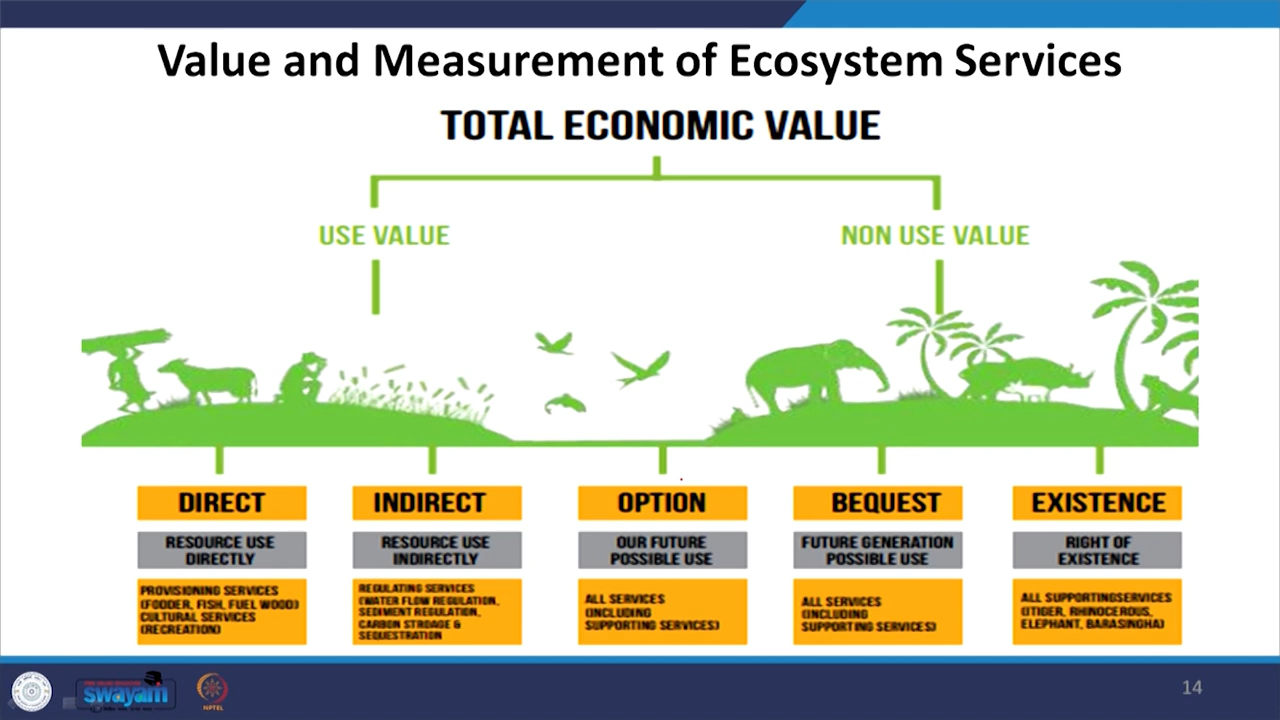 Value and Measurement of Ecosystem Services
TOTAL ECONOMIC VALUE
USE VALUE
NON USE VALUE
DIRECT
RESOURCE USE
DIRECTLY
PROVISIONING SERVICES
(FODDER, FISH, FUEL WOOD)
CULTURAL SERVICES
(RECREATION)
INDIRECT
RESOURCE USE
INDIRECTLY
REGULATING SERVICES
(WATER FLOW REGULATION,
SEDIMENT REGULATION,
CARBON STROAGE &
SEQUESTRATION
OPTION
OUR FUTURE
POSSIBLE USE
ALL SERVICES
(INCLUDING
SUPPORTING SERVICES)
BEQUEST
FUTURE GENERATION
POSSIBLE USE
ALL SERVICES
(INCLUDING
SUPPORTING SERVICES)
EXISTENCE
RIGHT OF
EXISTENCE
ALL SUPPORTINGSERVICES
(ITIGER, RHINOCEROUS,
ELEPHANT, BARASINGHA)
swayam
NPTEL
14